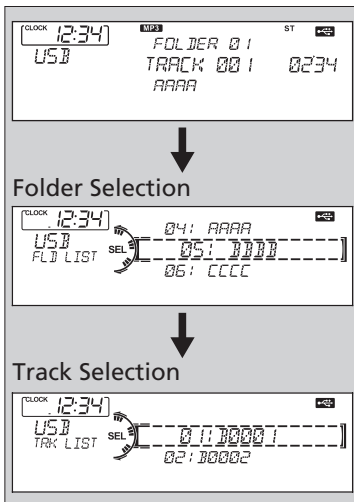 CLOCK 12:34 MP3 FOLDER 01 ST
USB TRACK 001 02'34
AAAA
Folder Selection
CLOCK 12:34 04: AAAA
USB SEL 05: BBBB
FLD LIST 06: CCCC
Track Selection
CLOCK 12:34
USB SEL 01: B0001
TRK LIST 02: B0002